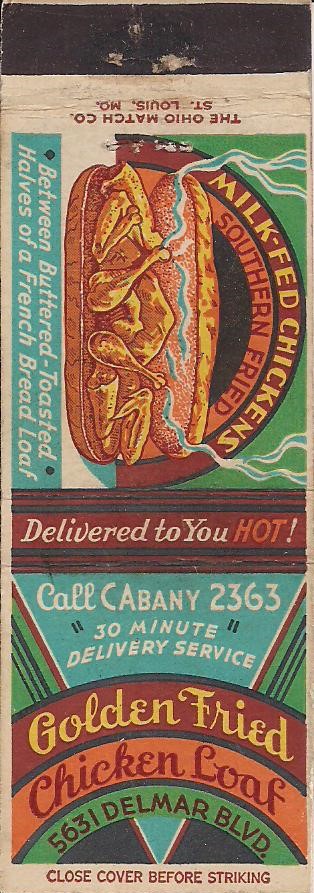 THE OHIO MATCH CO.
ST. LOUIS, MO.
MILK-FED CHICKENS
SOUTHERN FRIED
• Between Buttered-Toasted •
Halves of a French Bread Loaf
Delivered to You HOT!
Call CABANY 2363
"30 MINUTE"
DELIVERY SERVICE
Golden Fried
Chicken Loaf
5631 DELMAR BLVD.
CLOSE COVER BEFORE STRIKING